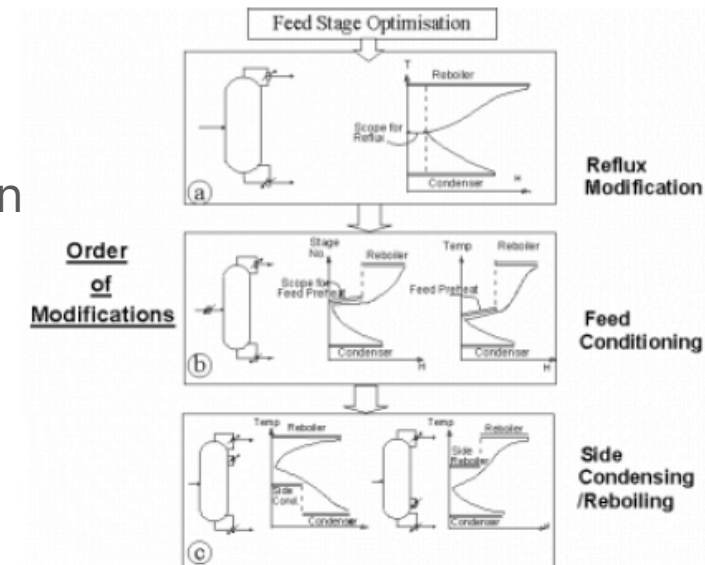 Feed Stage Optimisation
T
Reboiler
Scope for
Reflux
Condenser
H
a
Reflux
Modification
n
Order
of
Modifications
Stage
No.
Reboiler
Scope for
Feed Preheat
Condenser
H
Temp
Reboiler
Feed Preheat
Condenser
H
b
Feed
Conditioning
Temp
Reboiler
Side
Cond.
Condenser
Temp
Reboiler
Side
Reboiler
Condenser
c
Side
Condensing
/Reboiling